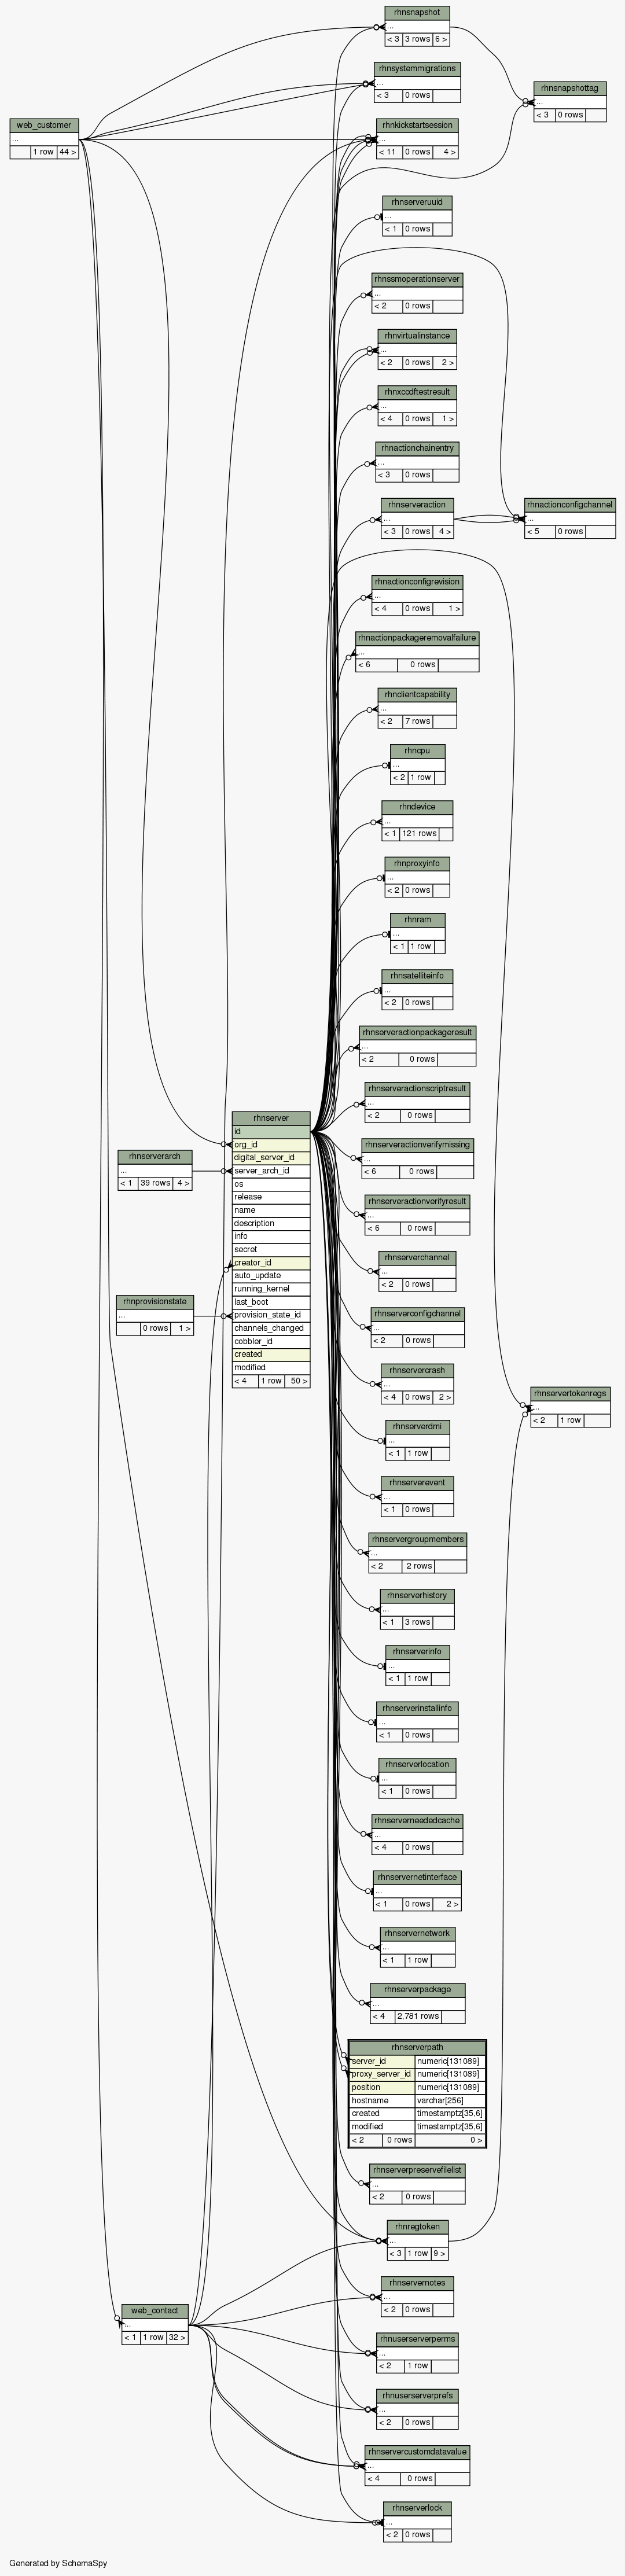 rhnsnapshot
...
< 3 3 rows 6 >
rhnsystemmigrations
...
< 3 0 rows
rhnsnapshottag
...
< 3 0 rows
web_customer
...
1 row 44 >
rhnkickstartsession
...
< 11 0 rows 4 >
rhnserveruuid
...
< 1 0 rows
rhnssmoperationserver
...
< 2 0 rows
rhnvirtualinstance
...
< 2 0 rows 2 >
rhnxccdftestresult
...
< 4 0 rows 1 >
rhnactionchainentry
...
< 3 0 rows
rhnserveraction
...
< 3 0 rows 4 >
rhnactionconfigchannel
...
< 5 0 rows
rhnactionconfigrevision
...
< 4 0 rows 1 >
rhnactionpackageremovalfailure
...
< 6 0 rows
rhnclientcapability
...
< 2 7 rows
rhncpu
...
< 2 1 row
rhndevice
...
< 1 121 rows
rhnproxyinfo
...
< 2 0 rows
rhnram
...
< 1 1 row
rhnsatelliteinfo
...
< 2 0 rows
rhnserveractionpackageresult
...
< 2 0 rows
rhnserveractionscriptresult
...
< 2 0 rows
rhnserver
id
org_id
digital_server_id
server_arch_id
os
release
name
description
info
secret
creator_id
auto_update
running_kernel
last_boot
provision_state_id
channels_changed
cobbler_id
created
modified
< 4 1 row 50 >
rhnserverarch
...
< 1 39 rows 4 >
rhnprovisionstate
...
0 rows 1 >
rhnserveractionverifymissing
...
< 6 0 rows
rhnserveractionverifyresult
...
< 6 0 rows
rhnserverchannel
...
< 2 0 rows
rhnserverconfigchannel
...
< 2 0 rows
rhnservercrash
...
< 4 0 rows 2 >
rhnservertokenregs
...
< 2 1 row
rhnserverdmi
...
< 1 1 row
rhnserverevent
...
< 1 0 rows
rhnservergroupmembers
...
< 2 2 rows
rhnserverhistory
...
< 1 3 rows
rhnserverinfo
...
< 1 1 row
rhnserverinstallinfo
...
< 1 0 rows
rhnserverlocation
...
< 1 0 rows
rhnserverneededcache
...
< 4 0 rows
rhnservernetinterface
...
< 1 0 rows 2 >
rhnservernetwork
...
< 1 1 row
rhnserverpackage
...
< 4 2,781 rows
rhnserverpath
server_id numeric[131089]
proxy_server_id numeric[131089]
position numeric[131089]
hostname varchar[256]
created timestamptz[35,6]
modified timestamptz[35,6]
< 2 0 rows 0 >
rhnserverpreservefilelist
...
< 2 0 rows
rhnregtoken
...
< 3 1 row 9 >
rhnservernotes
...
< 2 0 rows
web_contact
...
< 1 1 row 32 >
rhnuserserverperms
...
< 2 1 row
rhnuserserverprefs
...
< 2 0 rows
rhnservercustomdatavalue
...
< 4 0 rows
rhnserverlock
...
< 2 0 rows
Generated by SchemaSpy